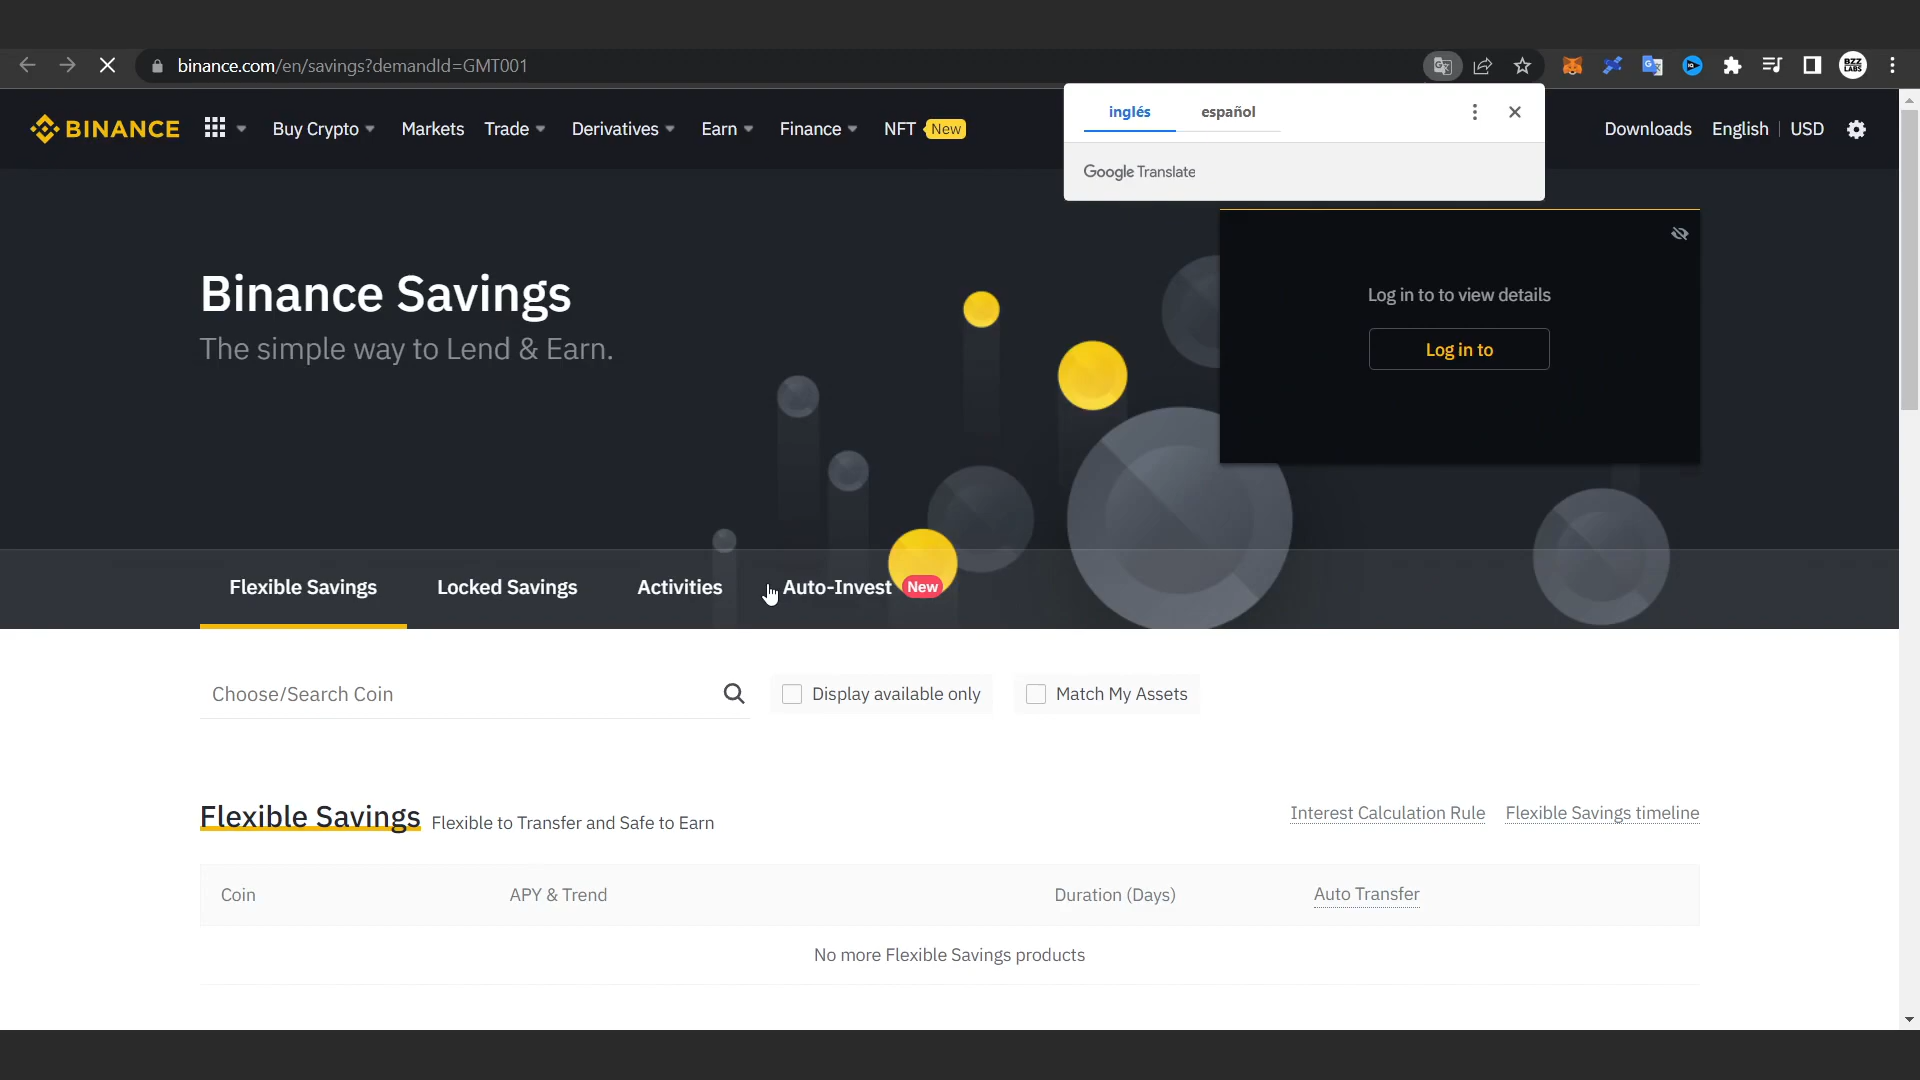 binance.com/en/savings?demandId=GMT001
BZZ LABS
inglés español
Google Translate
BINANCE Buy Crypto Markets Trade Derivatives Earn Finance NFT New Downloads English USD
Binance Savings
The simple way to Lend & Earn.
Log in to to view details
Log in to
Flexible Savings Locked Savings Activities Auto-Invest New
Choose/Search Coin Display available only Match My Assets
Flexible Savings Flexible to Transfer and Safe to Earn Interest Calculation Rule Flexible Savings timeline
Coin APY & Trend Duration (Days) Auto Transfer
No more Flexible Savings products